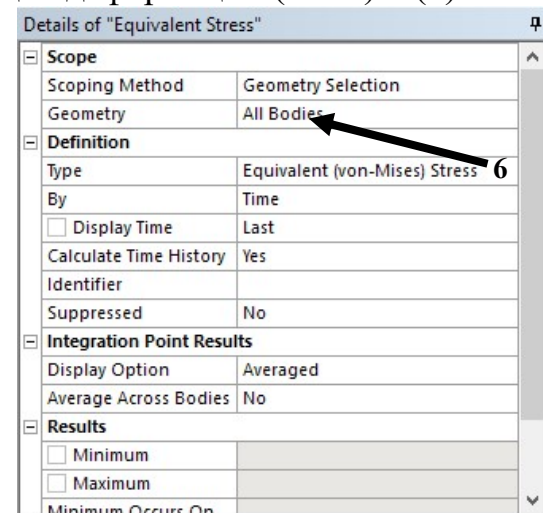 Details of "Equivalent Stress"
Scope
Scoping Method Geometry Selection
Geometry All Bodies
6
Definition
Type Equivalent (von-Mises) Stress
By Time
Display Time Last
Calculate Time History Yes
Identifier
Suppressed No
Integration Point Results
Display Option Averaged
Average Across Bodies No
Results
Minimum
Maximum
Minimum Occurs On